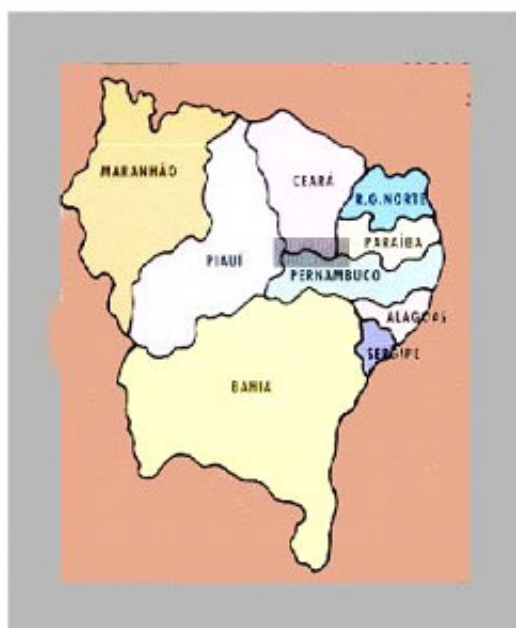 MARANHÃO
CEARÁ
R.G.NORTE
PARAÍBA
PIAUÍ
PERNAMBUCO
ALAGOAS
SERGIPE
BAHIA